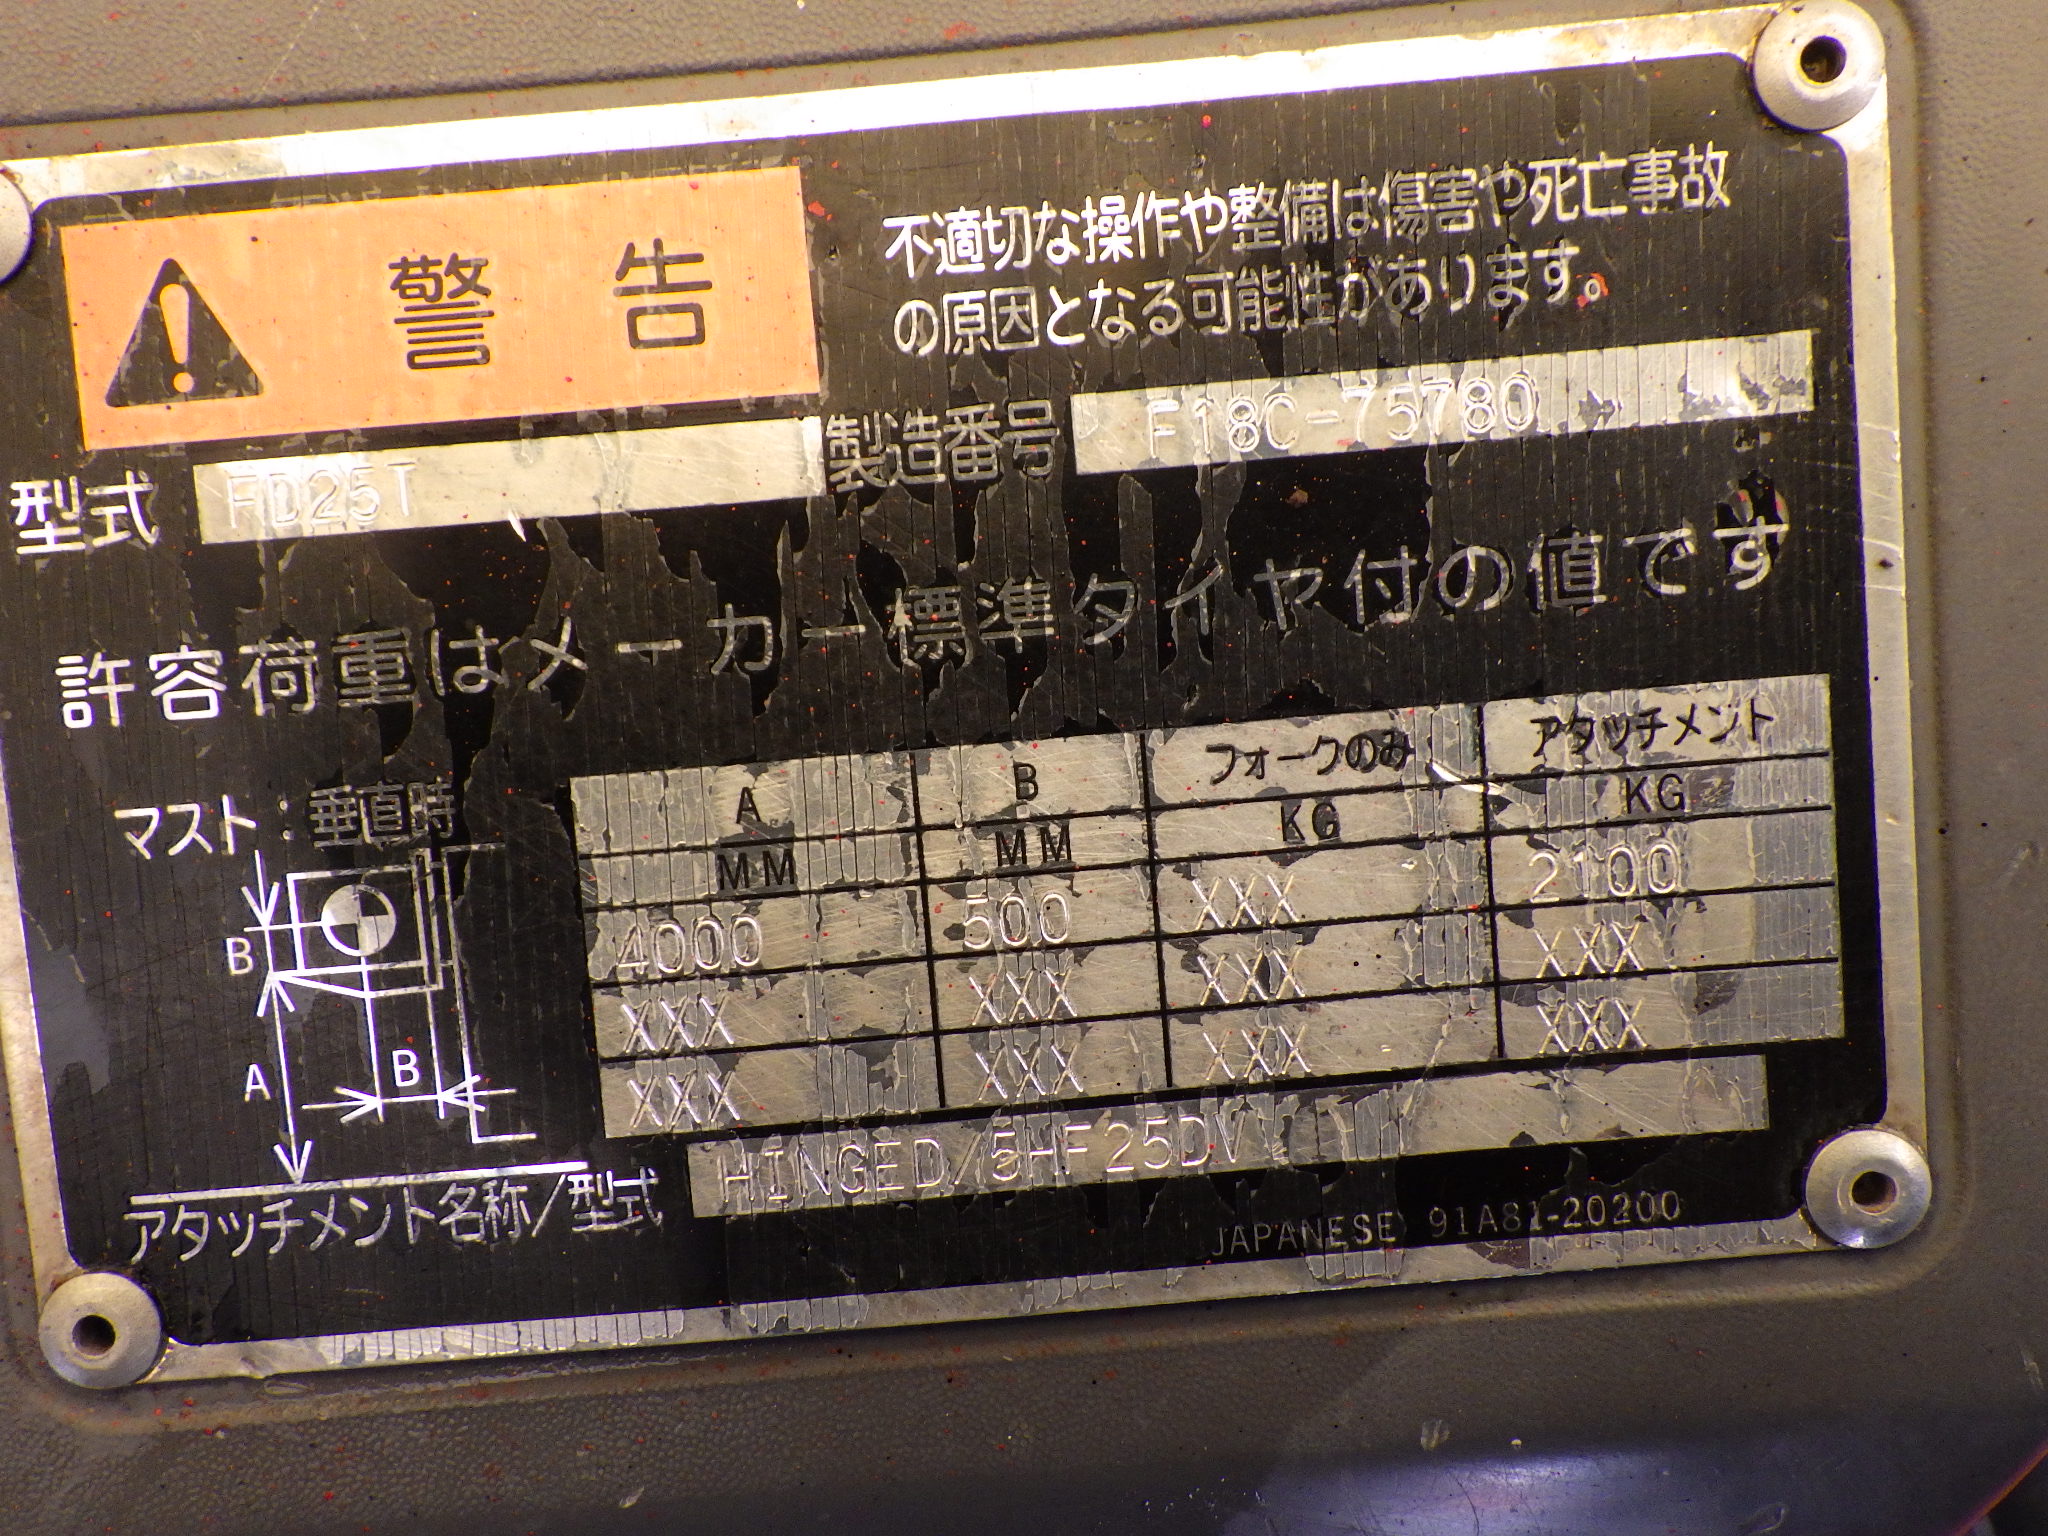 警告
不適切な操作や整備は傷害や死亡事故
の原因となる可能性があります。
型式 FD25T 製造番号 F18C-75780
許容荷重はメーカー標準タイヤ付の値です
マスト:垂直時
B
A
B
A B フォークのみ アタッチメント
MM MM KG KG
4000 500 XXX 2100
XXX XXX XXX XXX
XXX XXX XXX XXX
アタッチメント名称/型式 HINGED/5HF25DV
JAPANESE 91A81-20200